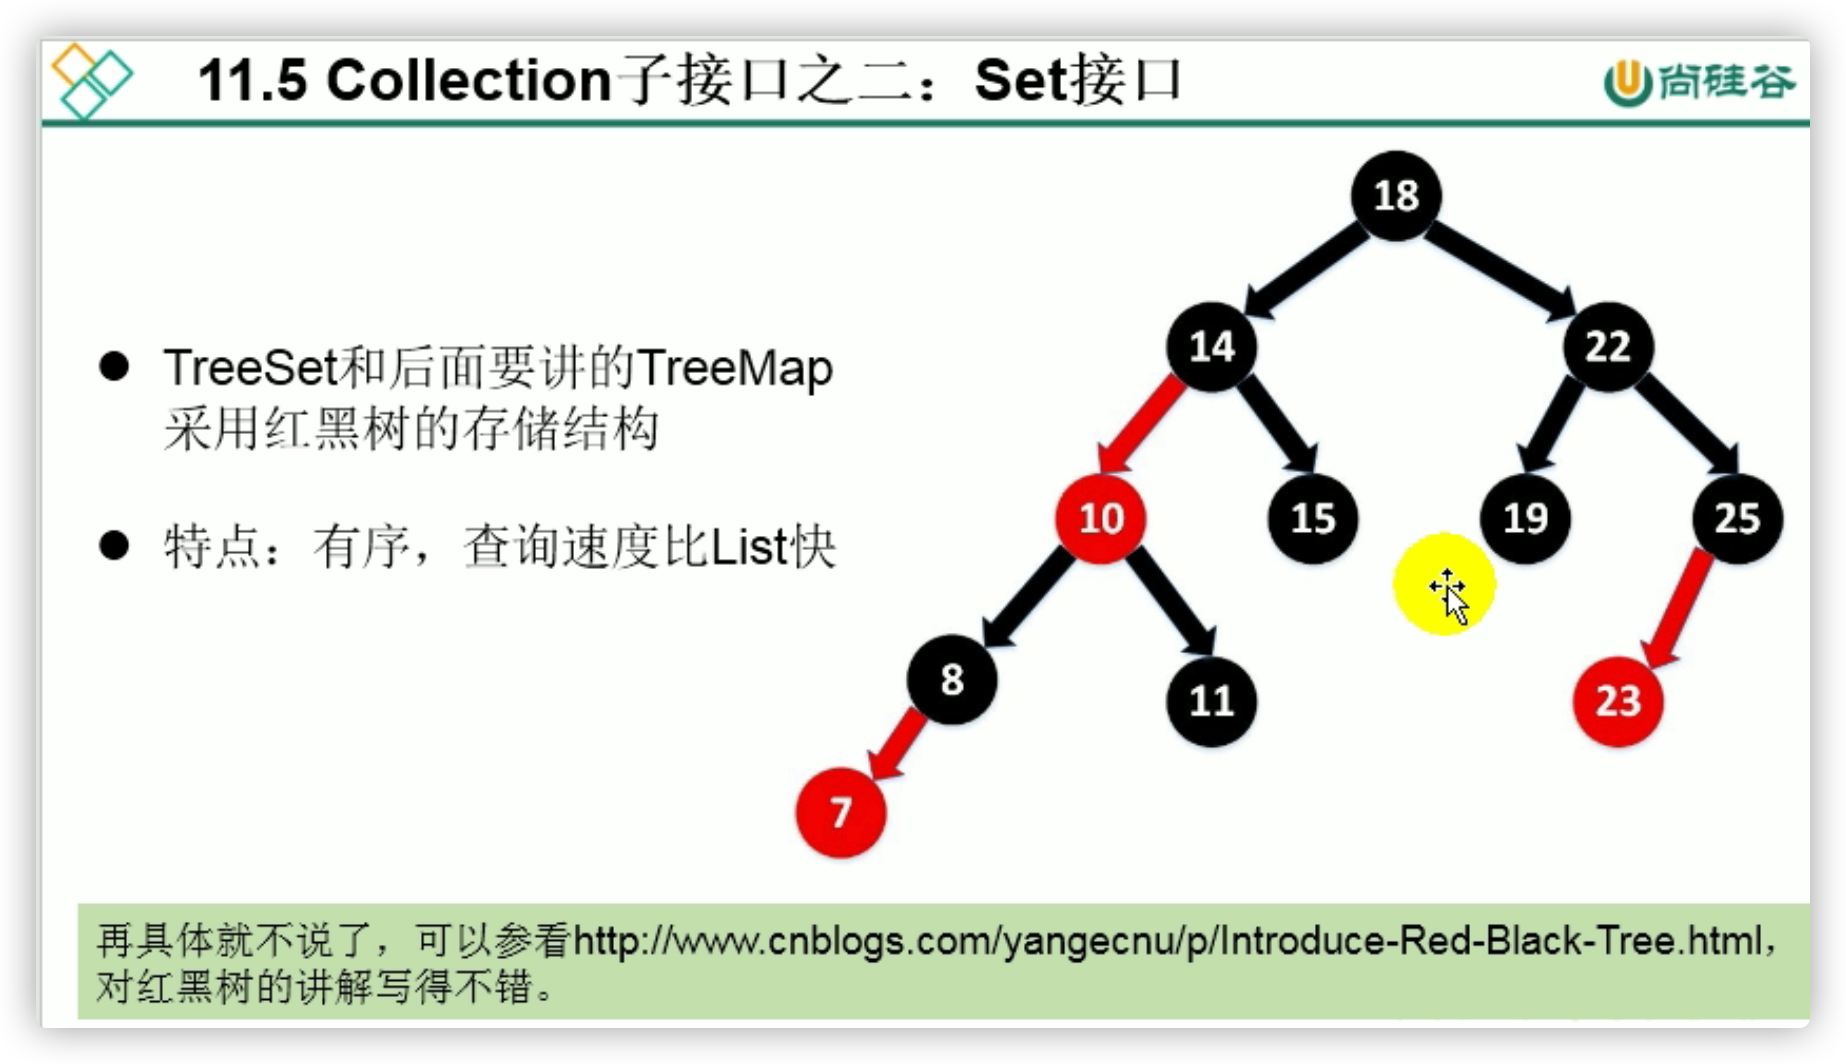 11.5 Collection子接口之二：Set接口
尚硅谷
TreeSet和后面要讲的TreeMap
采用红黑树的存储结构
特点：有序，查询速度比List快
18
14
22
10
15
19
25
8
11
23
7
再具体就不说了，可以参看http://www.cnblogs.com/yangecnu/p/Introduce-Red-Black-Tree.html，
对红黑树的讲解写得不错。